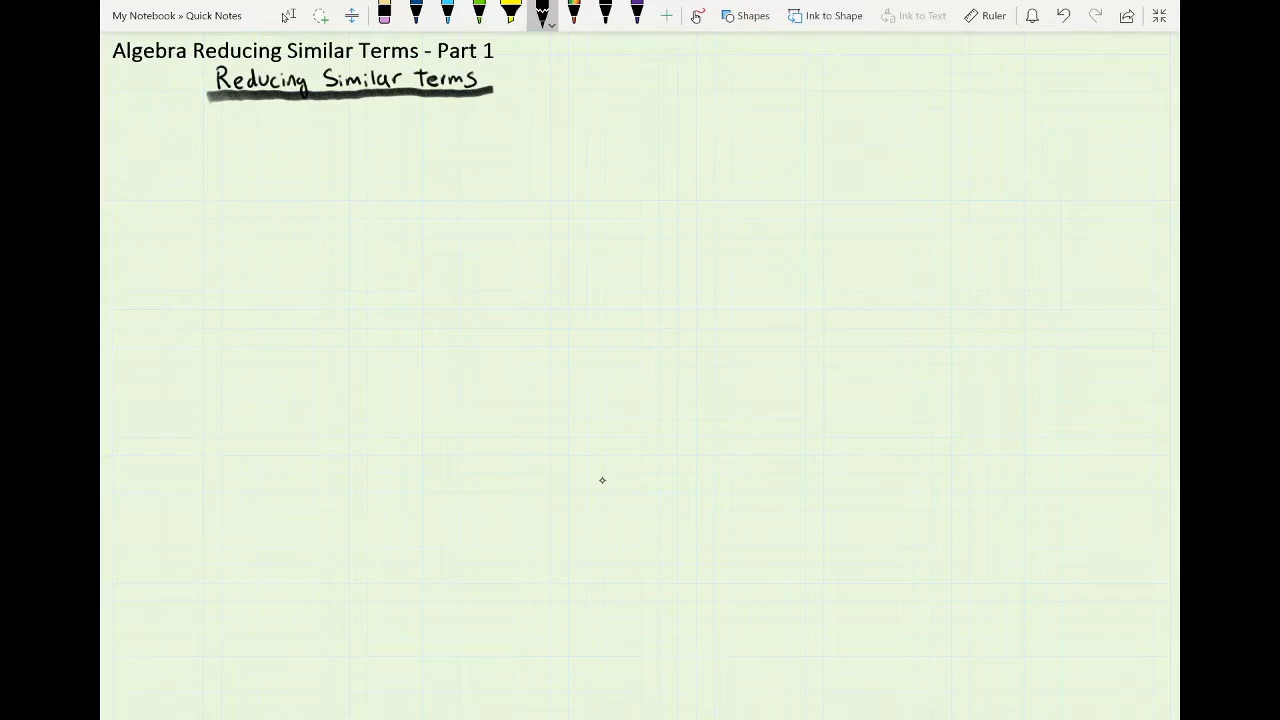 My Notebook » Quick Notes Shapes Ink to Shape Ink to Text Ruler
Algebra Reducing Similar Terms - Part 1
Reducing Similar terms